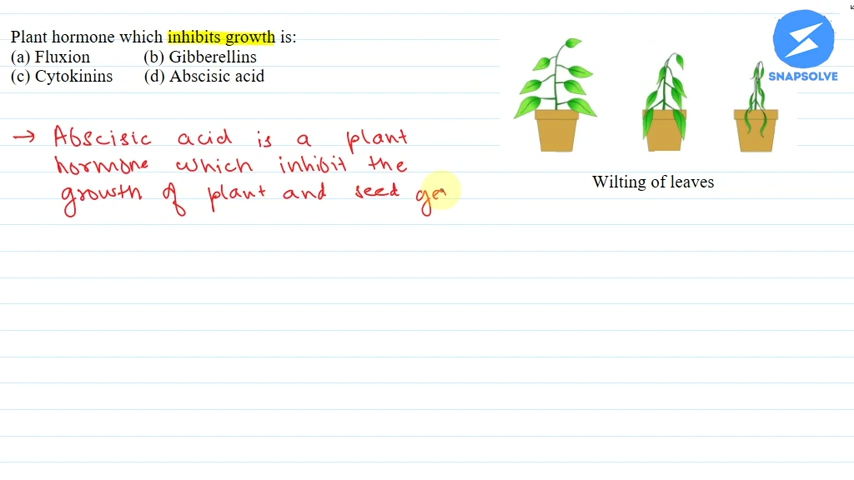 Plant hormone which inhibits growth is:
(a) Fluxion (b) Gibberellins
(c) Cytokinins (d) Abscisic acid
SNAPSOLVE
→ Abscisic acid is a plant
hormone which inhibit the
growth of plant and seed ge
Wilting of leaves